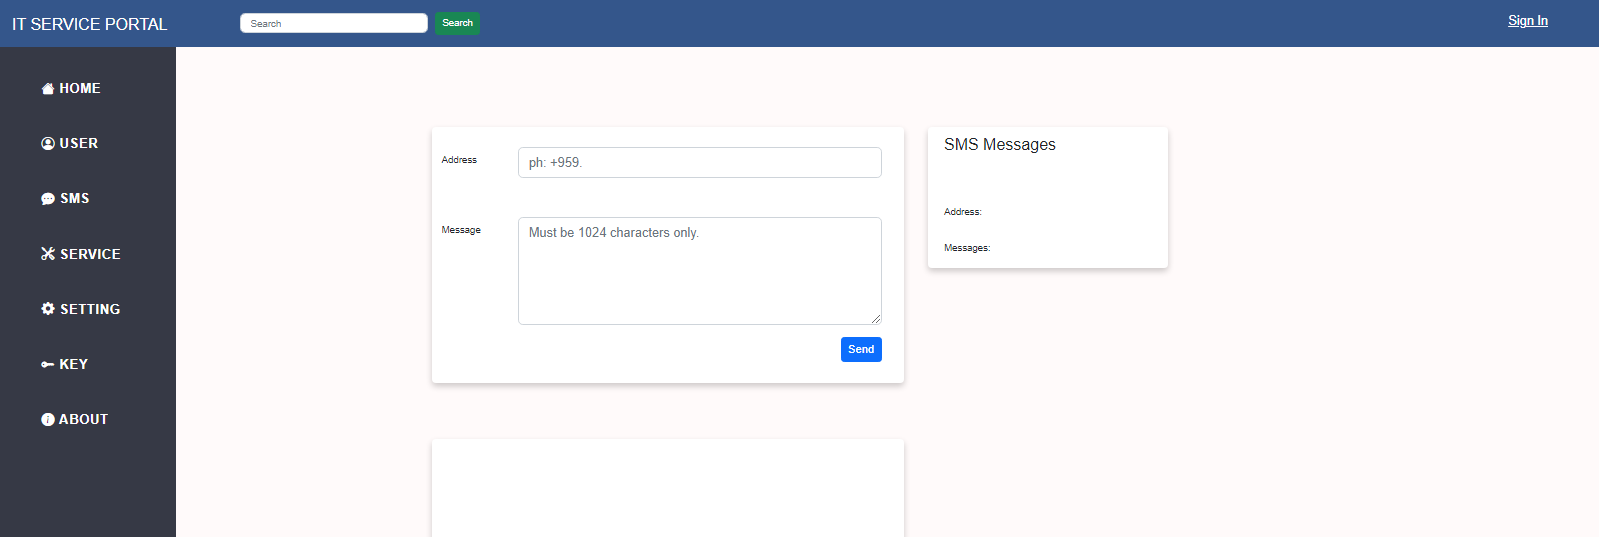 IT SERVICE PORTAL
Search
Search
Sign In
HOME
USER
SMS
SERVICE
SETTING
KEY
ABOUT
Address
ph: +959.
Message
Must be 1024 characters only.
Send
SMS Messages
Address:
Messages: